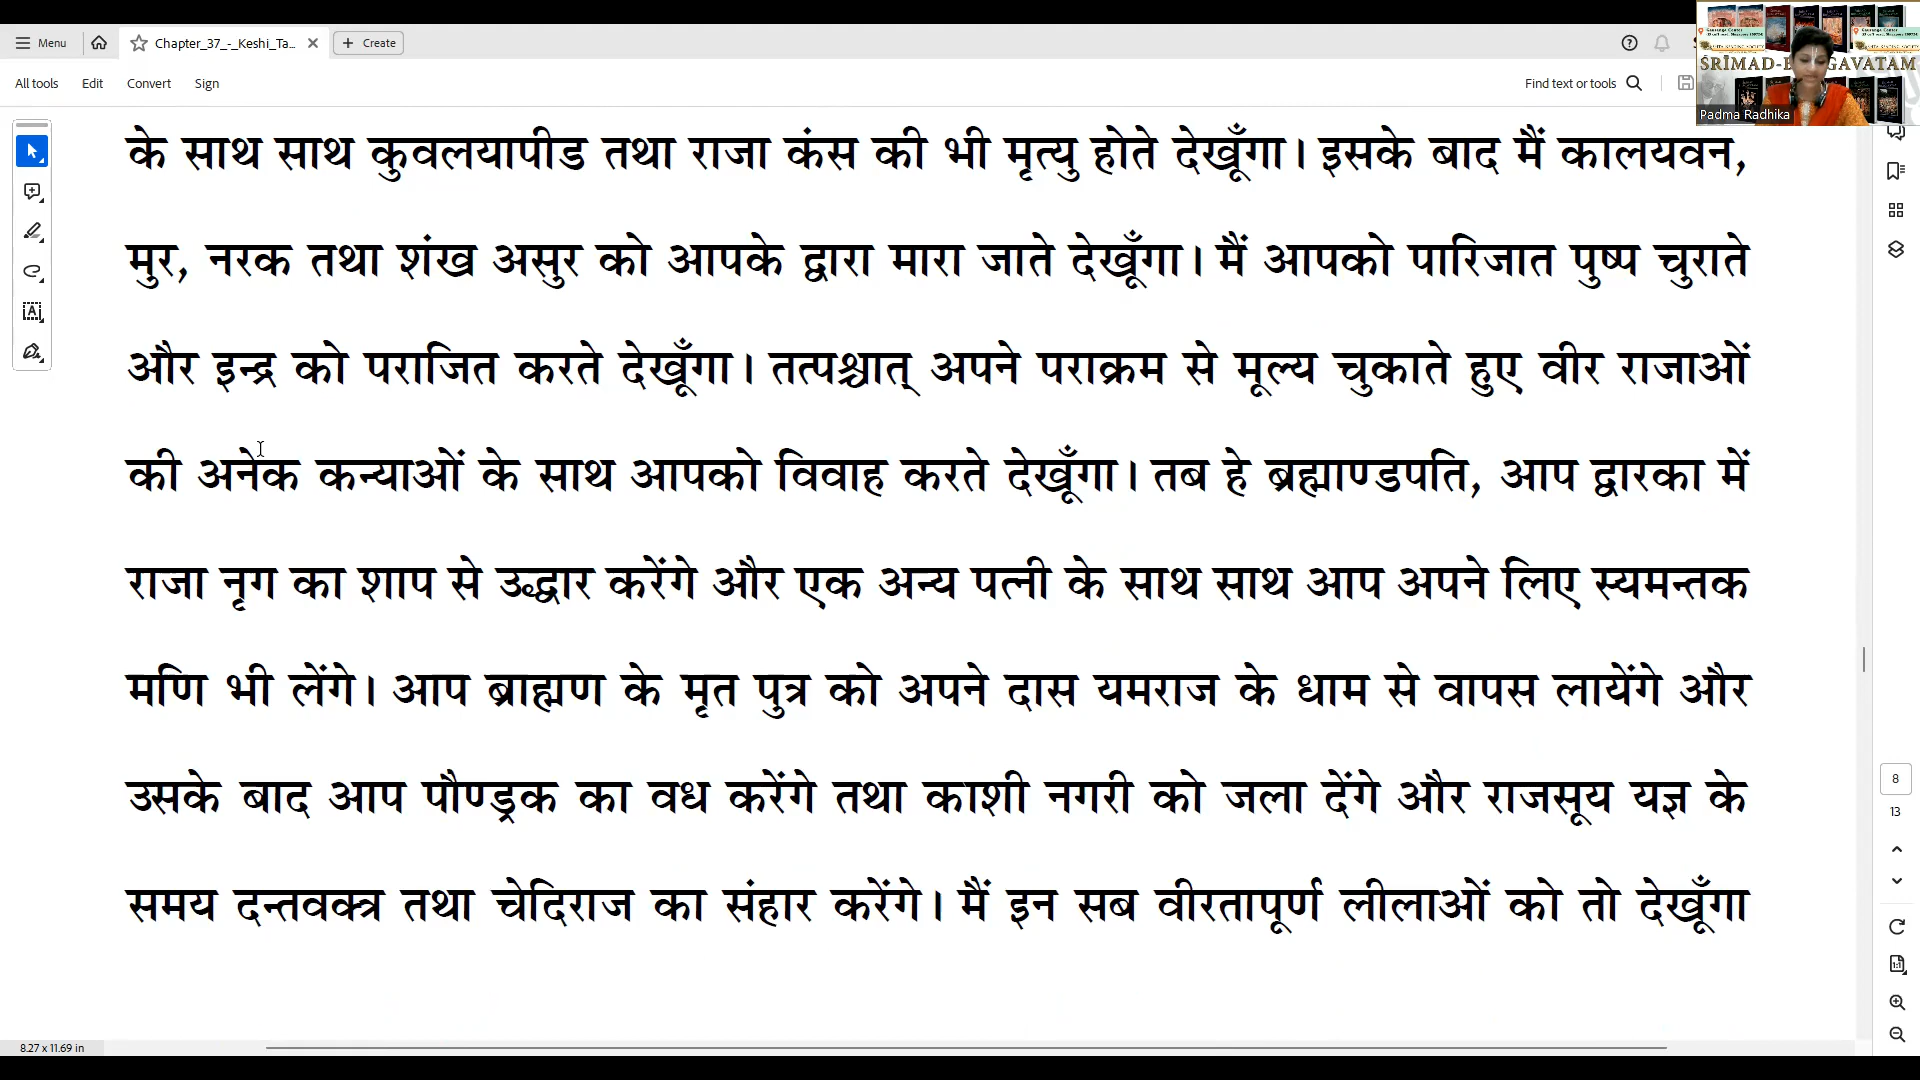 Menu
Chapter_37_-_Keshi_Ta...
Create
All tools
Edit
Convert
Sign
Find text or tools
ŚRĪMAD-B
GAVATAM
Padma Radhika
के साथ साथ कुवलयापीड तथा राजा कंस की भी मृत्यु होते देखूँगा। इसके बाद मैं कालयवन,
मुर, नरक तथा शंख असुर को आपके द्वारा मारा जाते देखूँगा। मैं आपको पारिजात पुष्प चुराते
और इन्द्र को पराजित करते देखूँगा। तत्पश्चात् अपने पराक्रम से मूल्य चुकाते हुए वीर राजाओं
की अनेक कन्याओं के साथ आपको विवाह करते देखूँगा। तब हे ब्रह्माण्डपति, आप द्वारका में
राजा नृग का शाप से उद्धार करेंगे और एक अन्य पत्नी के साथ साथ आप अपने लिए स्यमन्तक
मणि भी लेंगे। आप ब्राह्मण के मृत पुत्र को अपने दास यमराज के धाम से वापस लायेंगे और
उसके बाद आप पौण्ड्रक का वध करेंगे तथा काशी नगरी को जला देंगे और राजसूय यज्ञ के
समय दन्तवक्त्र तथा चेदिराज का संहार करेंगे। मैं इन सब वीरतापूर्ण लीलाओं को तो देखूँगा
8
13
8.27 x 11.69 in